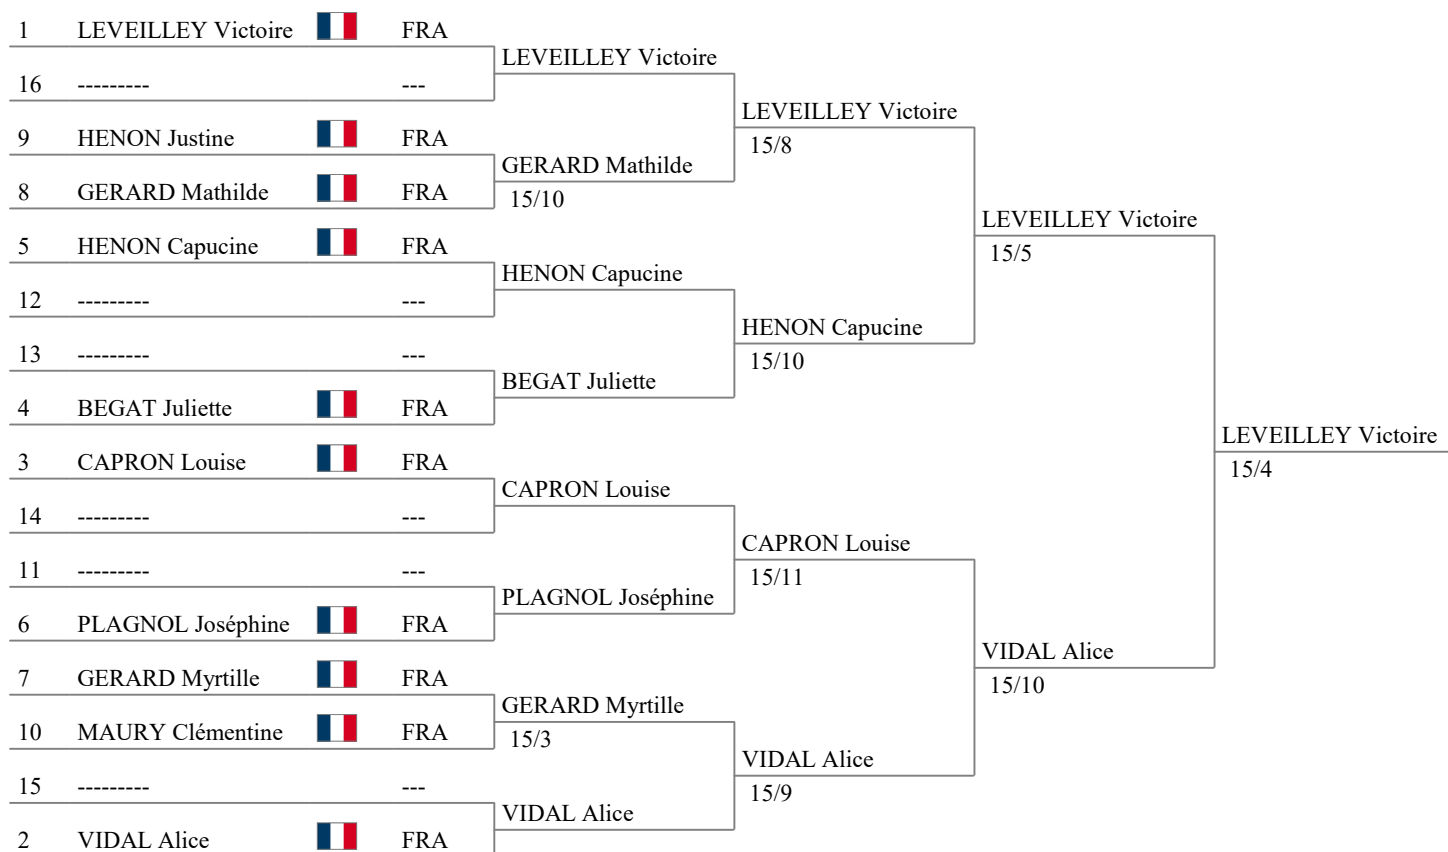 1 LEVEILLEY Victoire FRA
16 --------- ---
9 HENON Justine FRA
8 GERARD Mathilde FRA
5 HENON Capucine FRA
12 --------- ---
13 --------- ---
4 BEGAT Juliette FRA
3 CAPRON Louise FRA
14 --------- ---
11 --------- ---
6 PLAGNOL Joséphine FRA
7 GERARD Myrtille FRA
10 MAURY Clémentine FRA
15 --------- ---
2 VIDAL Alice FRA
LEVEILLEY Victoire
GERARD Mathilde
15/10
HENON Capucine
BEGAT Juliette
CAPRON Louise
PLAGNOL Joséphine
GERARD Myrtille
15/3
VIDAL Alice
LEVEILLEY Victoire
15/8
HENON Capucine
15/10
CAPRON Louise
15/11
VIDAL Alice
15/9
LEVEILLEY Victoire
15/5
VIDAL Alice
15/10
LEVEILLEY Victoire
15/4